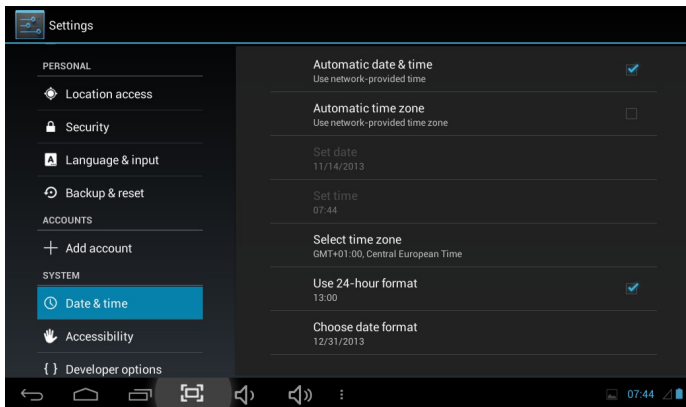 Settings
PERSONAL
Location access
Security
A Language & input
Backup & reset
ACCOUNTS
Add account
SYSTEM
Date & time
Accessibility
{ } Developer options
Automatic date & time
Use network-provided time
Automatic time zone
Use network-provided time zone
Set date
11/14/2013
Set time
07:44
Select time zone
GMT+01:00, Central European Time
Use 24-hour format
13:00
Choose date format
12/31/2013
07:44